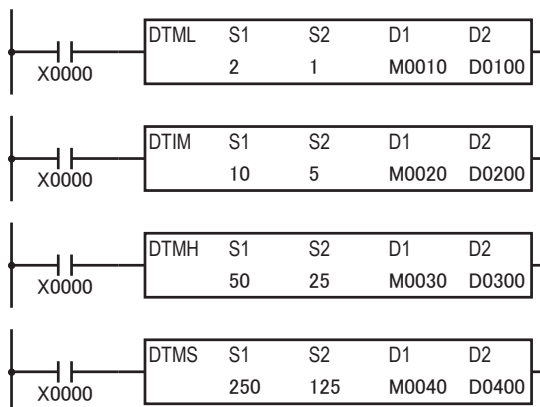 DTML S1 S2 D1 D2
2 1 M0010 D0100
X0000
DTIM S1 S2 D1 D2
10 5 M0020 D0200
X0000
DTMH S1 S2 D1 D2
50 25 M0030 D0300
X0000
DTMS S1 S2 D1 D2
250 125 M0040 D0400
X0000